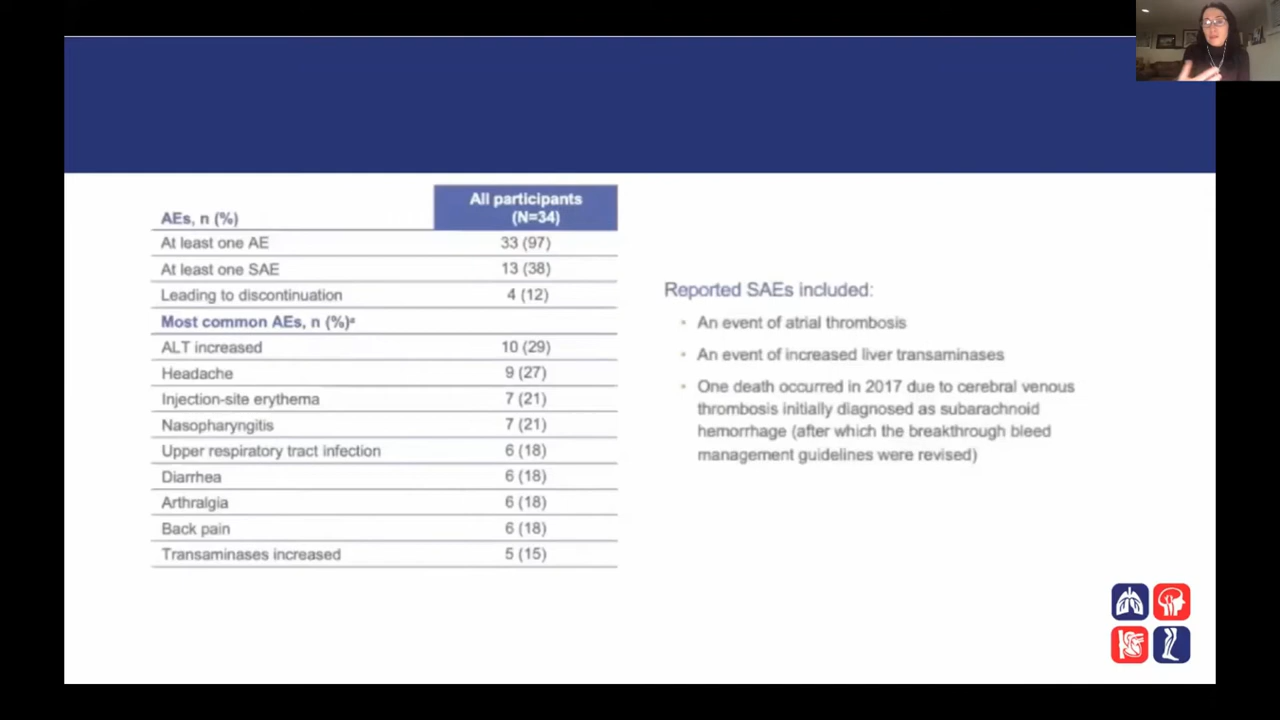 All participants
(N=34)
AEs, n (%)
At least one AE 33 (97)
At least one SAE 13 (38)
Leading to discontinuation 4 (12)
Most common AEs, n (%)ᵃ
ALT increased 10 (29)
Headache 9 (27)
Injection-site erythema 7 (21)
Nasopharyngitis 7 (21)
Upper respiratory tract infection 6 (18)
Diarrhea 6 (18)
Arthralgia 6 (18)
Back pain 6 (18)
Transaminases increased 5 (15)
Reported SAEs included:
• An event of atrial thrombosis
• An event of increased liver transaminases
• One death occurred in 2017 due to cerebral venous
thrombosis initially diagnosed as subarachnoid
hemorrhage (after which the breakthrough bleed
management guidelines were revised)